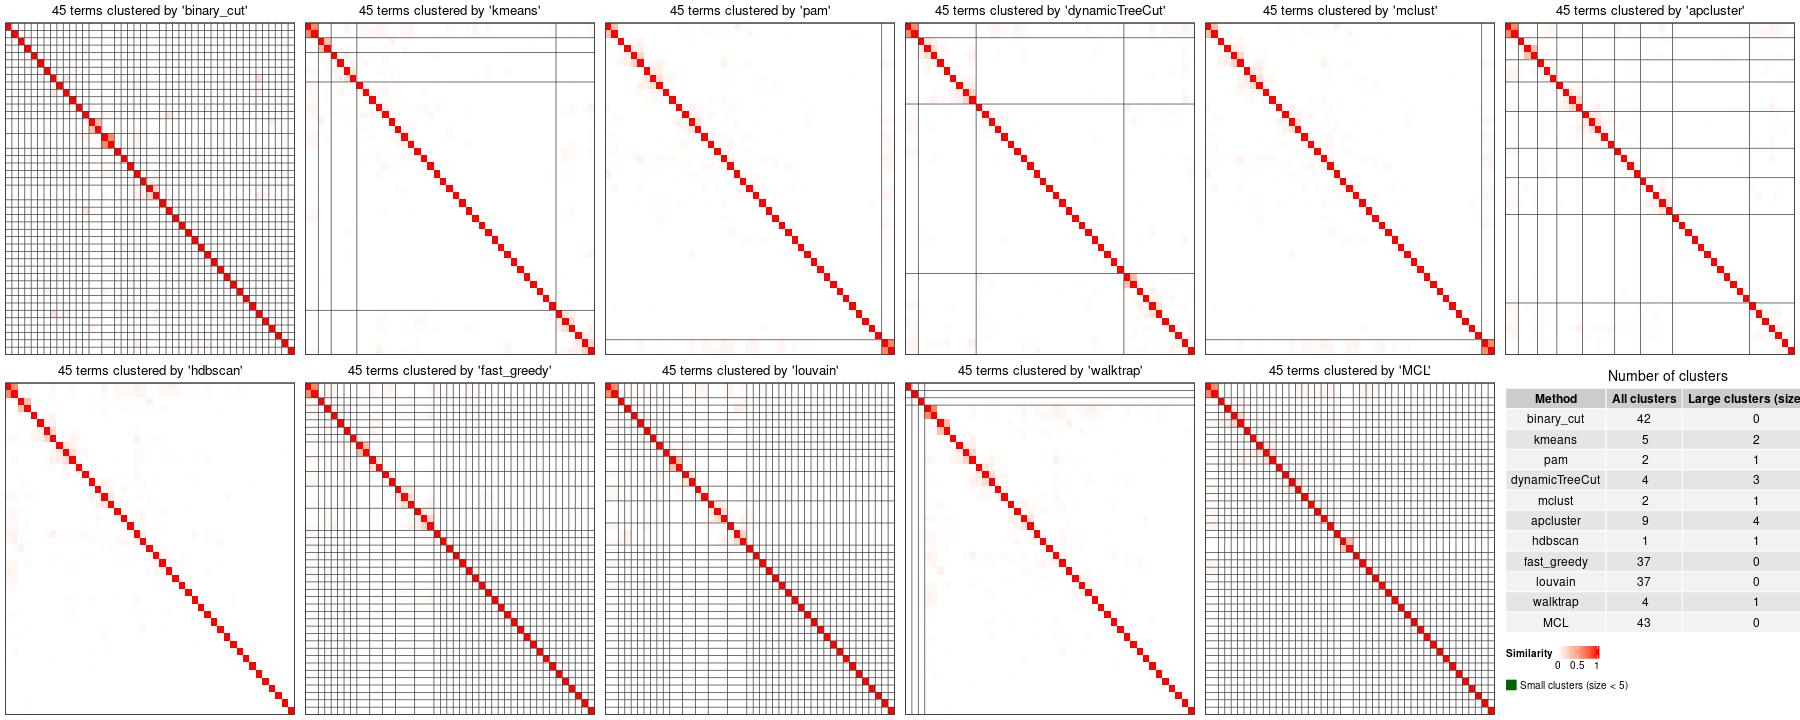 45 terms clustered by 'binary_cut'
45 terms clustered by 'kmeans'
45 terms clustered by 'pam'
45 terms clustered by 'dynamicTreeCut'
45 terms clustered by 'mclust'
45 terms clustered by 'apcluster'
45 terms clustered by 'hdbscan'
45 terms clustered by 'fast_greedy'
45 terms clustered by 'louvain'
45 terms clustered by 'walktrap'
45 terms clustered by 'MCL'
Number of clusters
Method All clusters Large clusters (size
binary_cut 42 0
kmeans 5 2
pam 2 1
dynamicTreeCut 4 3
mclust 2 1
apcluster 9 4
hdbscan 1 1
fast_greedy 37 0
louvain 37 0
walktrap 4 1
MCL 43 0
Similarity
0 0.5 1
Small clusters (size < 5)